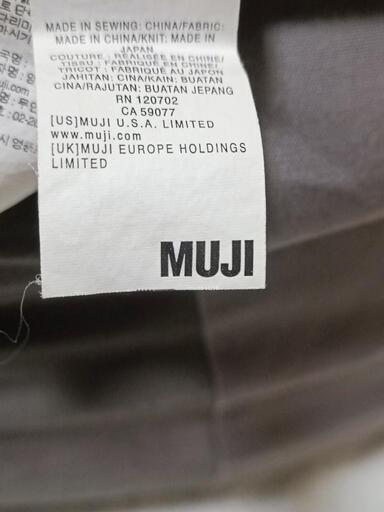 MADE IN SEWING: CHINA/FABRIC:
MADE IN CHINA/KNIT: MADE IN
JAPAN
COUTURE : RÉALISÉE EN CHINE/
TISSU : FABRIQUÉ EN CHINE/
TRICOT : FABRIQUÉ AU JAPON
JAHITAN: CINA/KAIN: BUATAN
CINA/RAJUTAN: BUATAN JEPANG
RN 120702
CA 59077
[US]MUJI U.S.A. LIMITED
www.muji.com
[UK]MUJI EUROPE HOLDINGS
LIMITED
MUJI